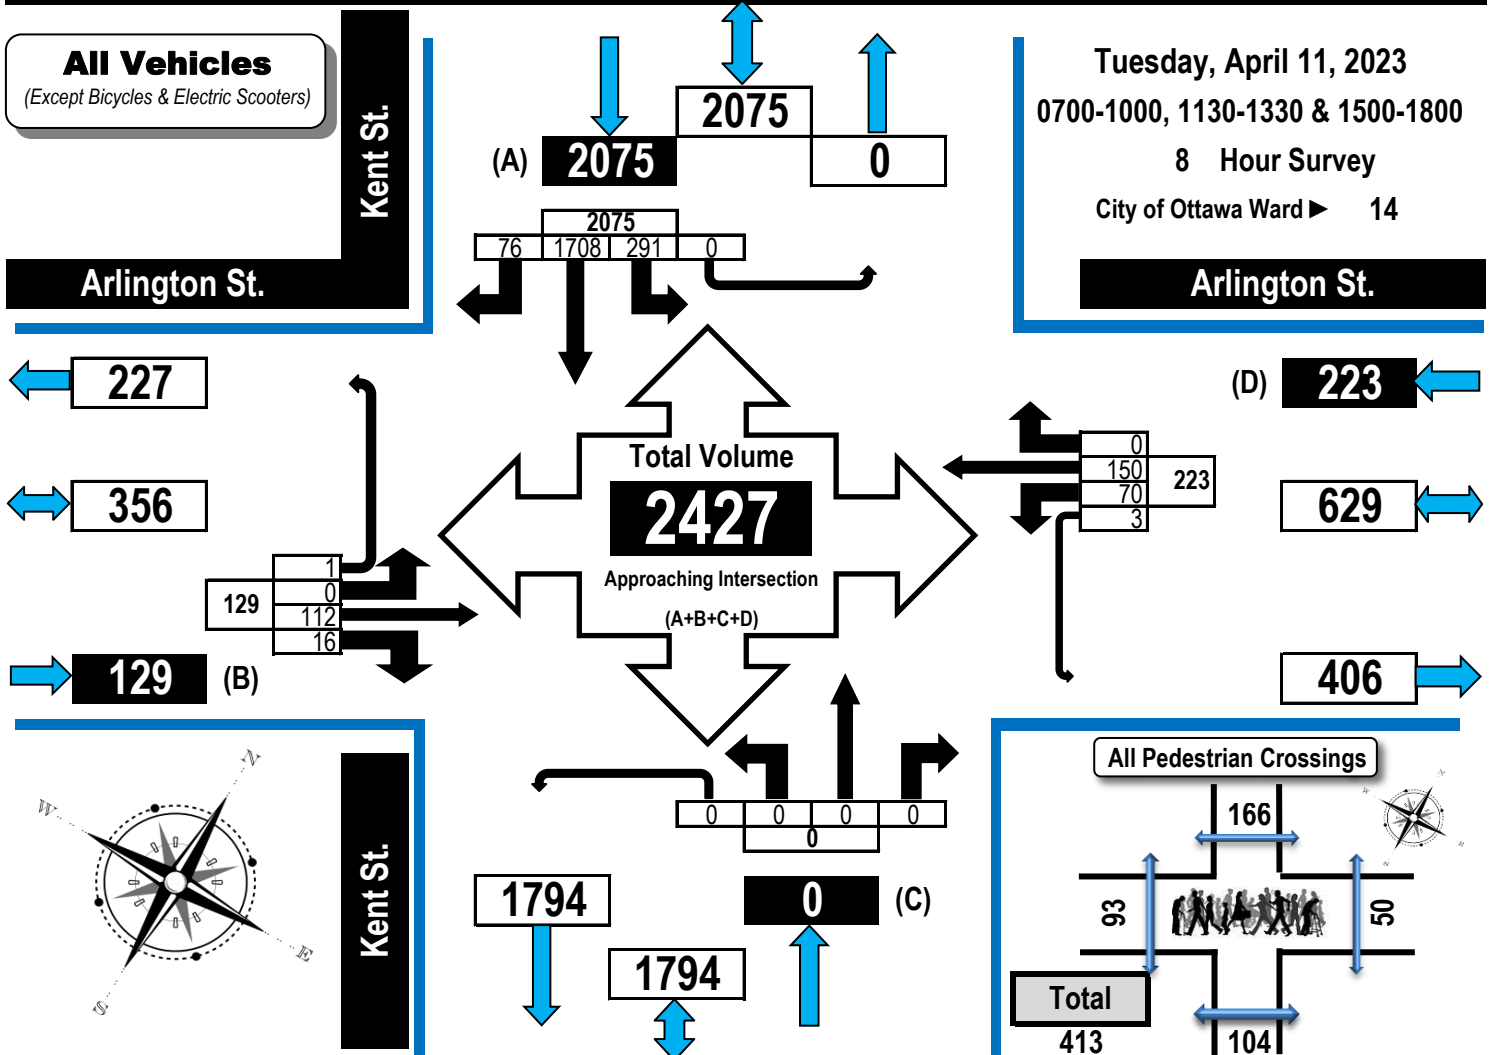 All Vehicles
(Except Bicycles & Electric Scooters)
Kent St.
Arlington St.
2075
(A) 2075
0
2075
76 1708 291 0
Tuesday, April 11, 2023
0700-1000, 1130-1330 & 1500-1800
8 Hour Survey
City of Ottawa Ward ► 14
Arlington St.
227
356
1
0
112
16
129
129 (B)
Total Volume
2427
Approaching Intersection
(A+B+C+D)
(D) 223
0
150
70
3
223
629
406
N
W
E
S
Kent St.
0 0 0 0
0
1794
0 (C)
1794
All Pedestrian Crossings
166
93
50
104
Total
413